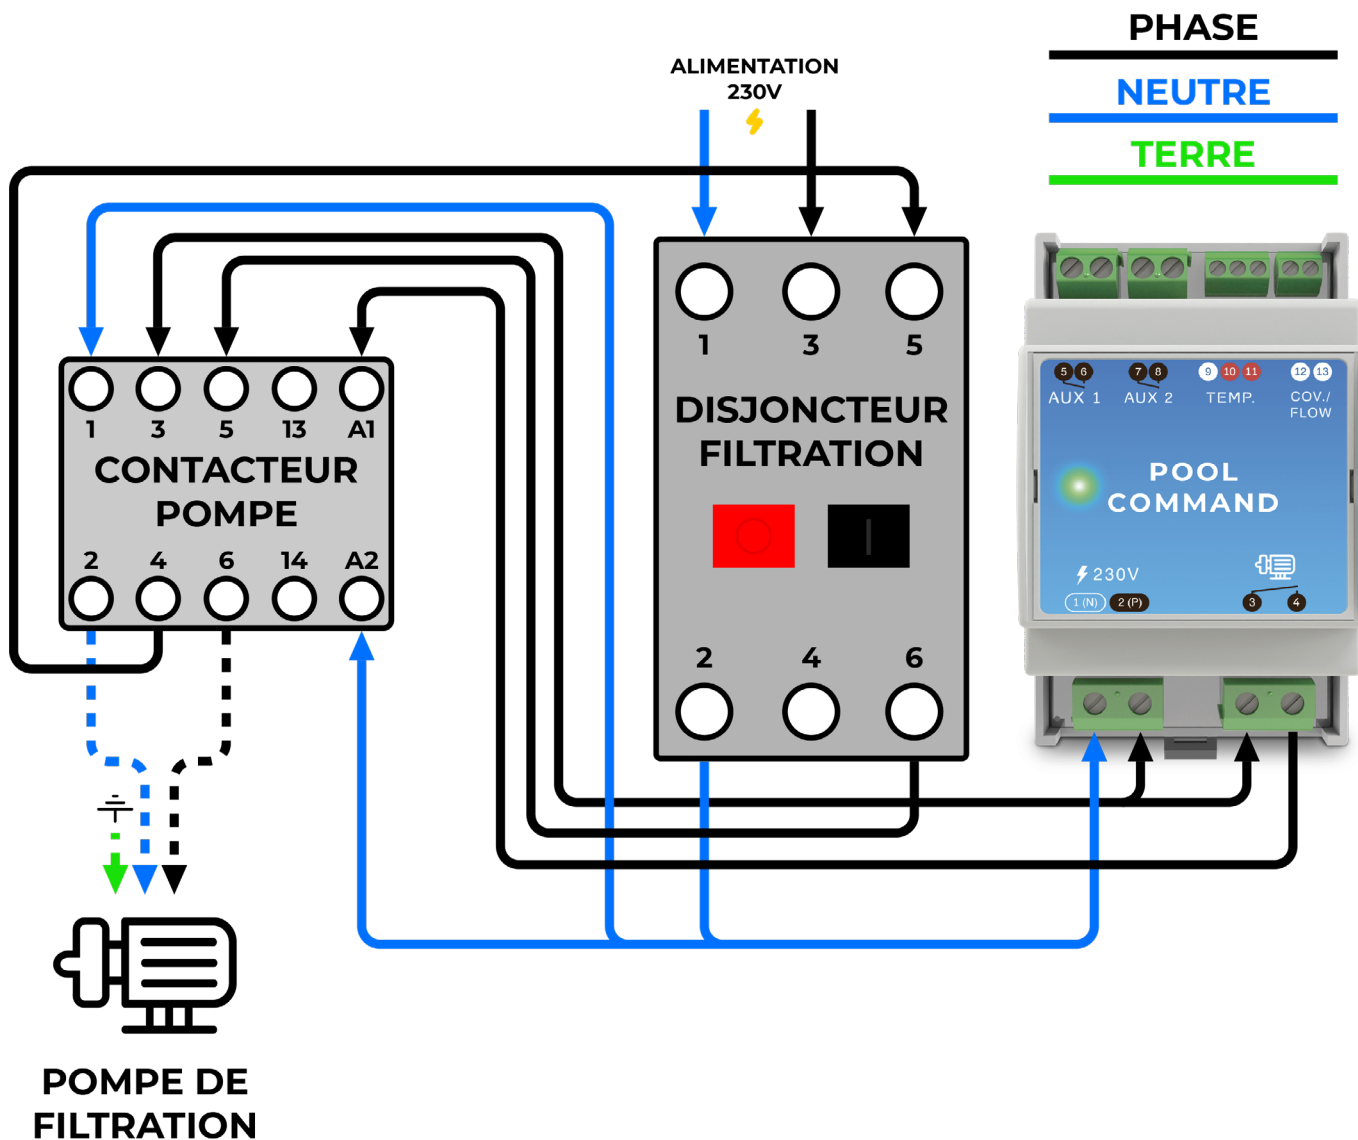 PHASE
NEUTRE
TERRE
ALIMENTATION
230V
1 3 5
DISJONCTEUR
FILTRATION
2 4 6
1 3 5 13 A1
CONTACTEUR
POMPE
2 4 6 14 A2
5 6 7 8 9 10 11 12 13
AUX 1 AUX 2 TEMP. COV./
FLOW
POOL
COMMAND
230V
1 (N) 2 (P) 3 4
POMPE DE
FILTRATION